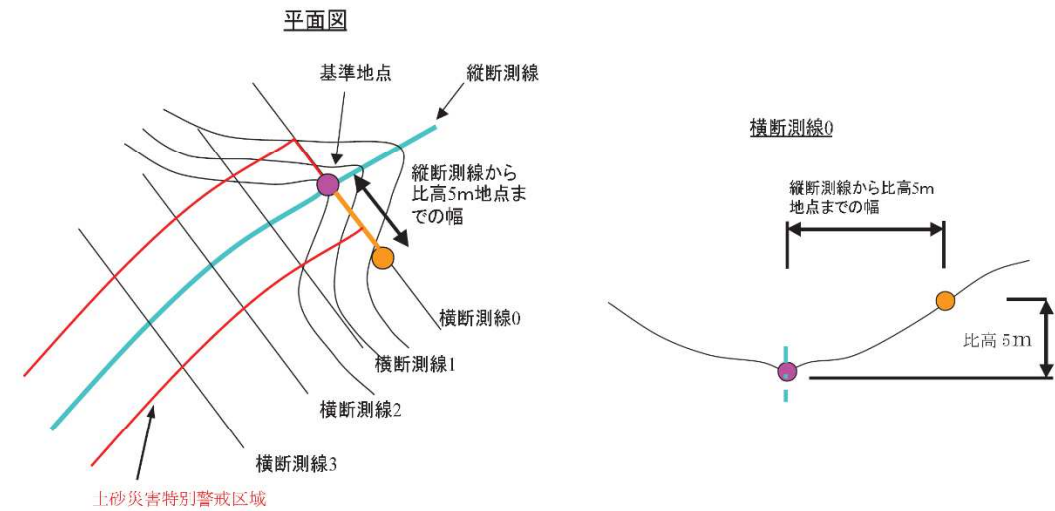 平面図
基準地点
縦断測線
縦断測線から
比高5m地点ま
での幅
横断測線0
横断測線1
横断測線2
横断測線3
土砂災害特別警戒区域
横断測線0
縦断測線から比高5m
地点までの幅
比高 5m